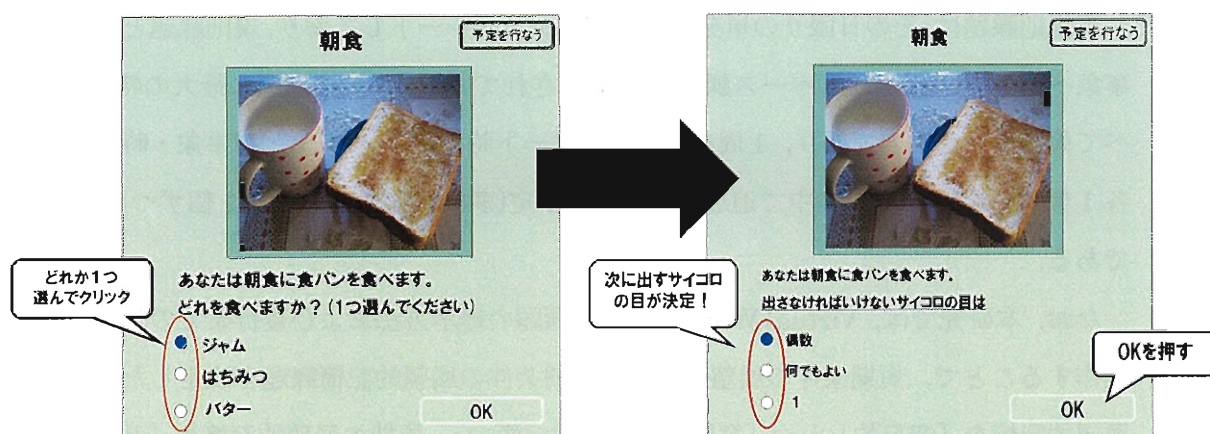 朝食
予定を行なう
どれか1つ
選んでクリック
あなたは朝食に食パンを食べます。
どれを食べますか?(1つ選んでください)
ジャム
はちみつ
バター
OK
朝食
予定を行なう
次に出すサイコロ
の目が決定!
あなたは朝食に食パンを食べます。
出さなければいけないサイコロの目は
偶数
何でもよい
1
OKを押す
OK